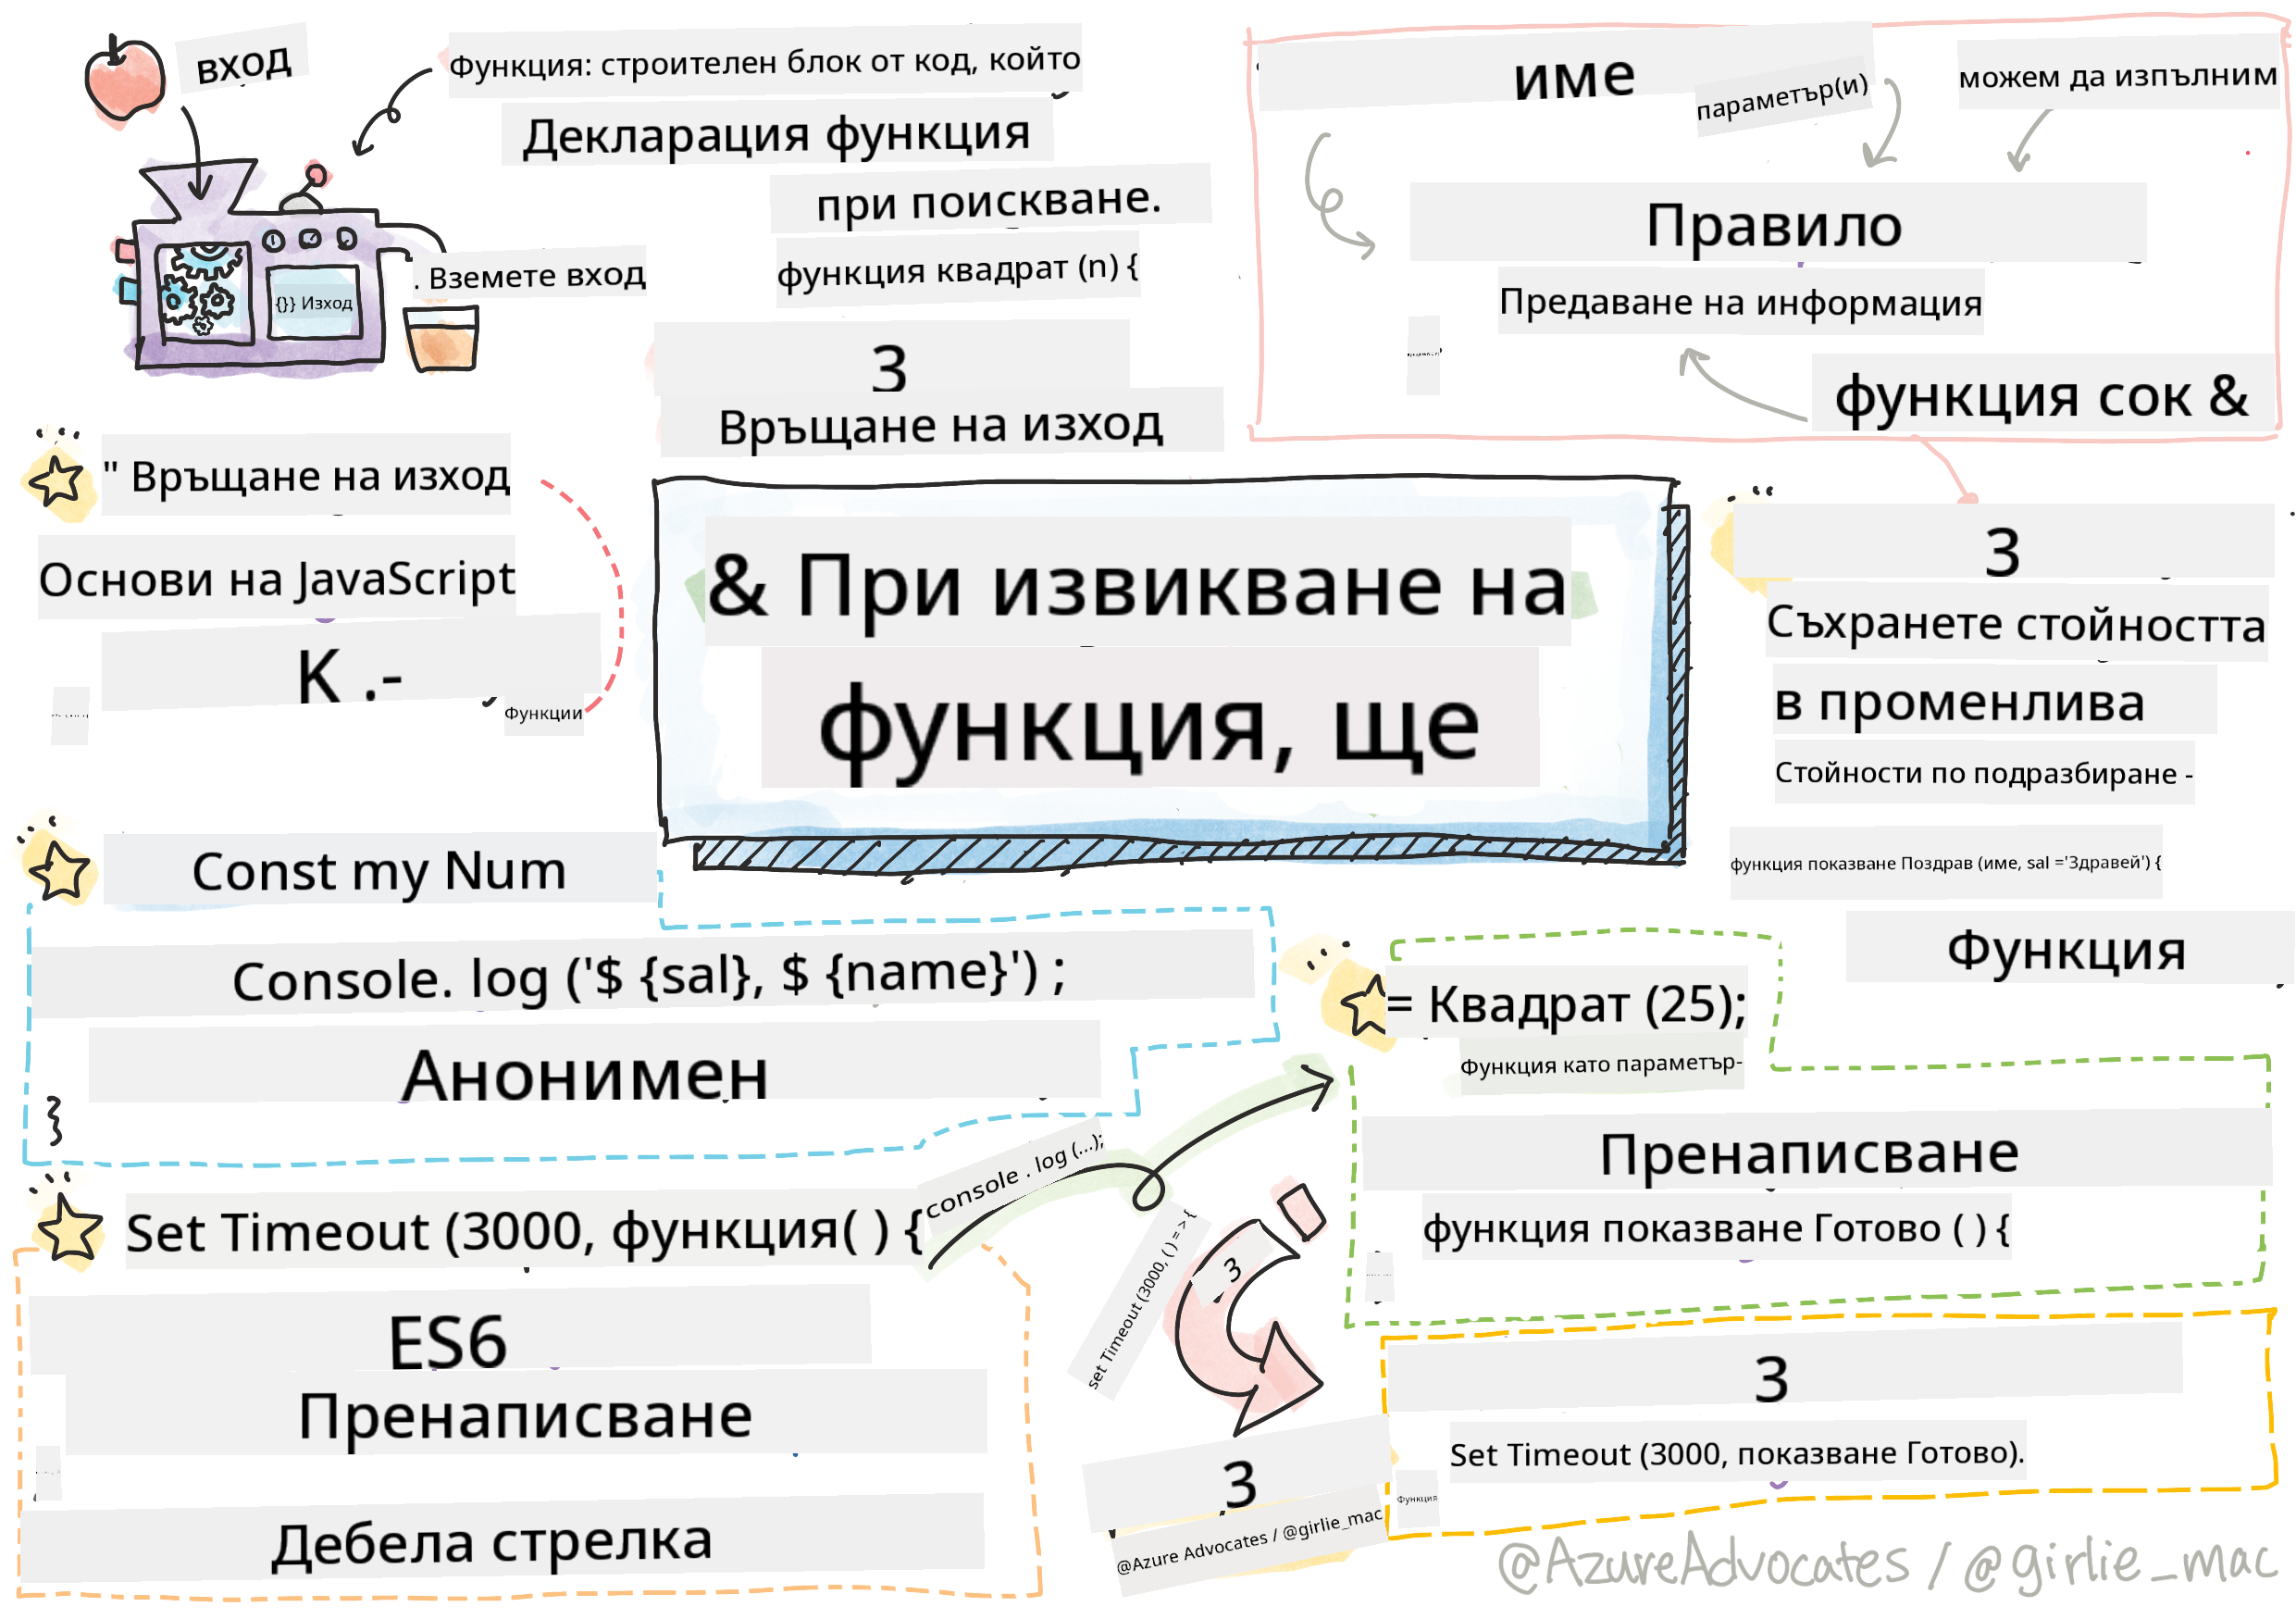 вход
Функция: строителен блок от код, който
Декларация функция
при поискване.
функция квадрат (n) {
. Вземете вход
{}} Изход
3
Връщане на изход
име
параметър(и)
можем да изпълним
Правило
Предаване на информация
функция сок &
" Връщане на изход
Основи на JavaScript
K .-
Функции
& При извикване на
функция, ще
3
Съхранете стойността
в променлива
Стойности по подразбиране -
функция показване Поздрав (име, sal ='Здравей') {
Функция
Const my Num
Console. log ('$ {sal}, $ {name}') ;
Анонимен
= Квадрат (25);
Функция като параметър-
Пренаписване
функция показване Готово ( ) {
Set Timeout (3000, функция( ) {
console . log (...);
set Timeout (3000, ( ) = > {
3
ES6
Пренаписване
Дебела стрелка
3
@Azure Advocates / @girlie_mac
3
Set Timeout (3000, показване Готово).
Функция
@AzureAdvocates / @girlie_mac